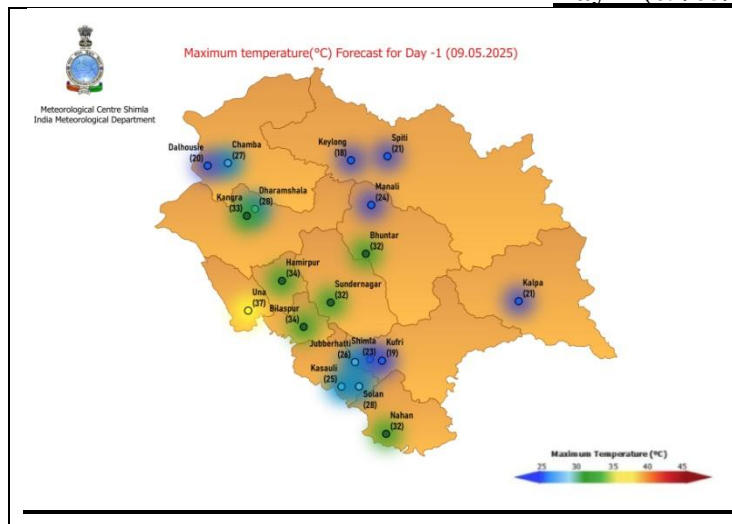 Maximum temperature(°C) Forecast for Day -1 (09.05.2025)
Meteorological Centre Shimla
India Meteorological Department
Dalhousie
(20)
Chamba
(27)
Keylong
(18)
Spiti
(21)
Manali
(24)
Kangra
(33)
Dharamshala
(28)
Bhuntar
(32)
Hamirpur
(34)
Sundernagar
(32)
Una
(37)
Bilaspur
(34)
Kalpa
(21)
Jubberhatti
(26)
Shimla
(23)
Kufri
(19)
Kasauli
(25)
Solan
(28)
Nahan
(32)
Maximum Temperature (°C)
25 30 35 40 45